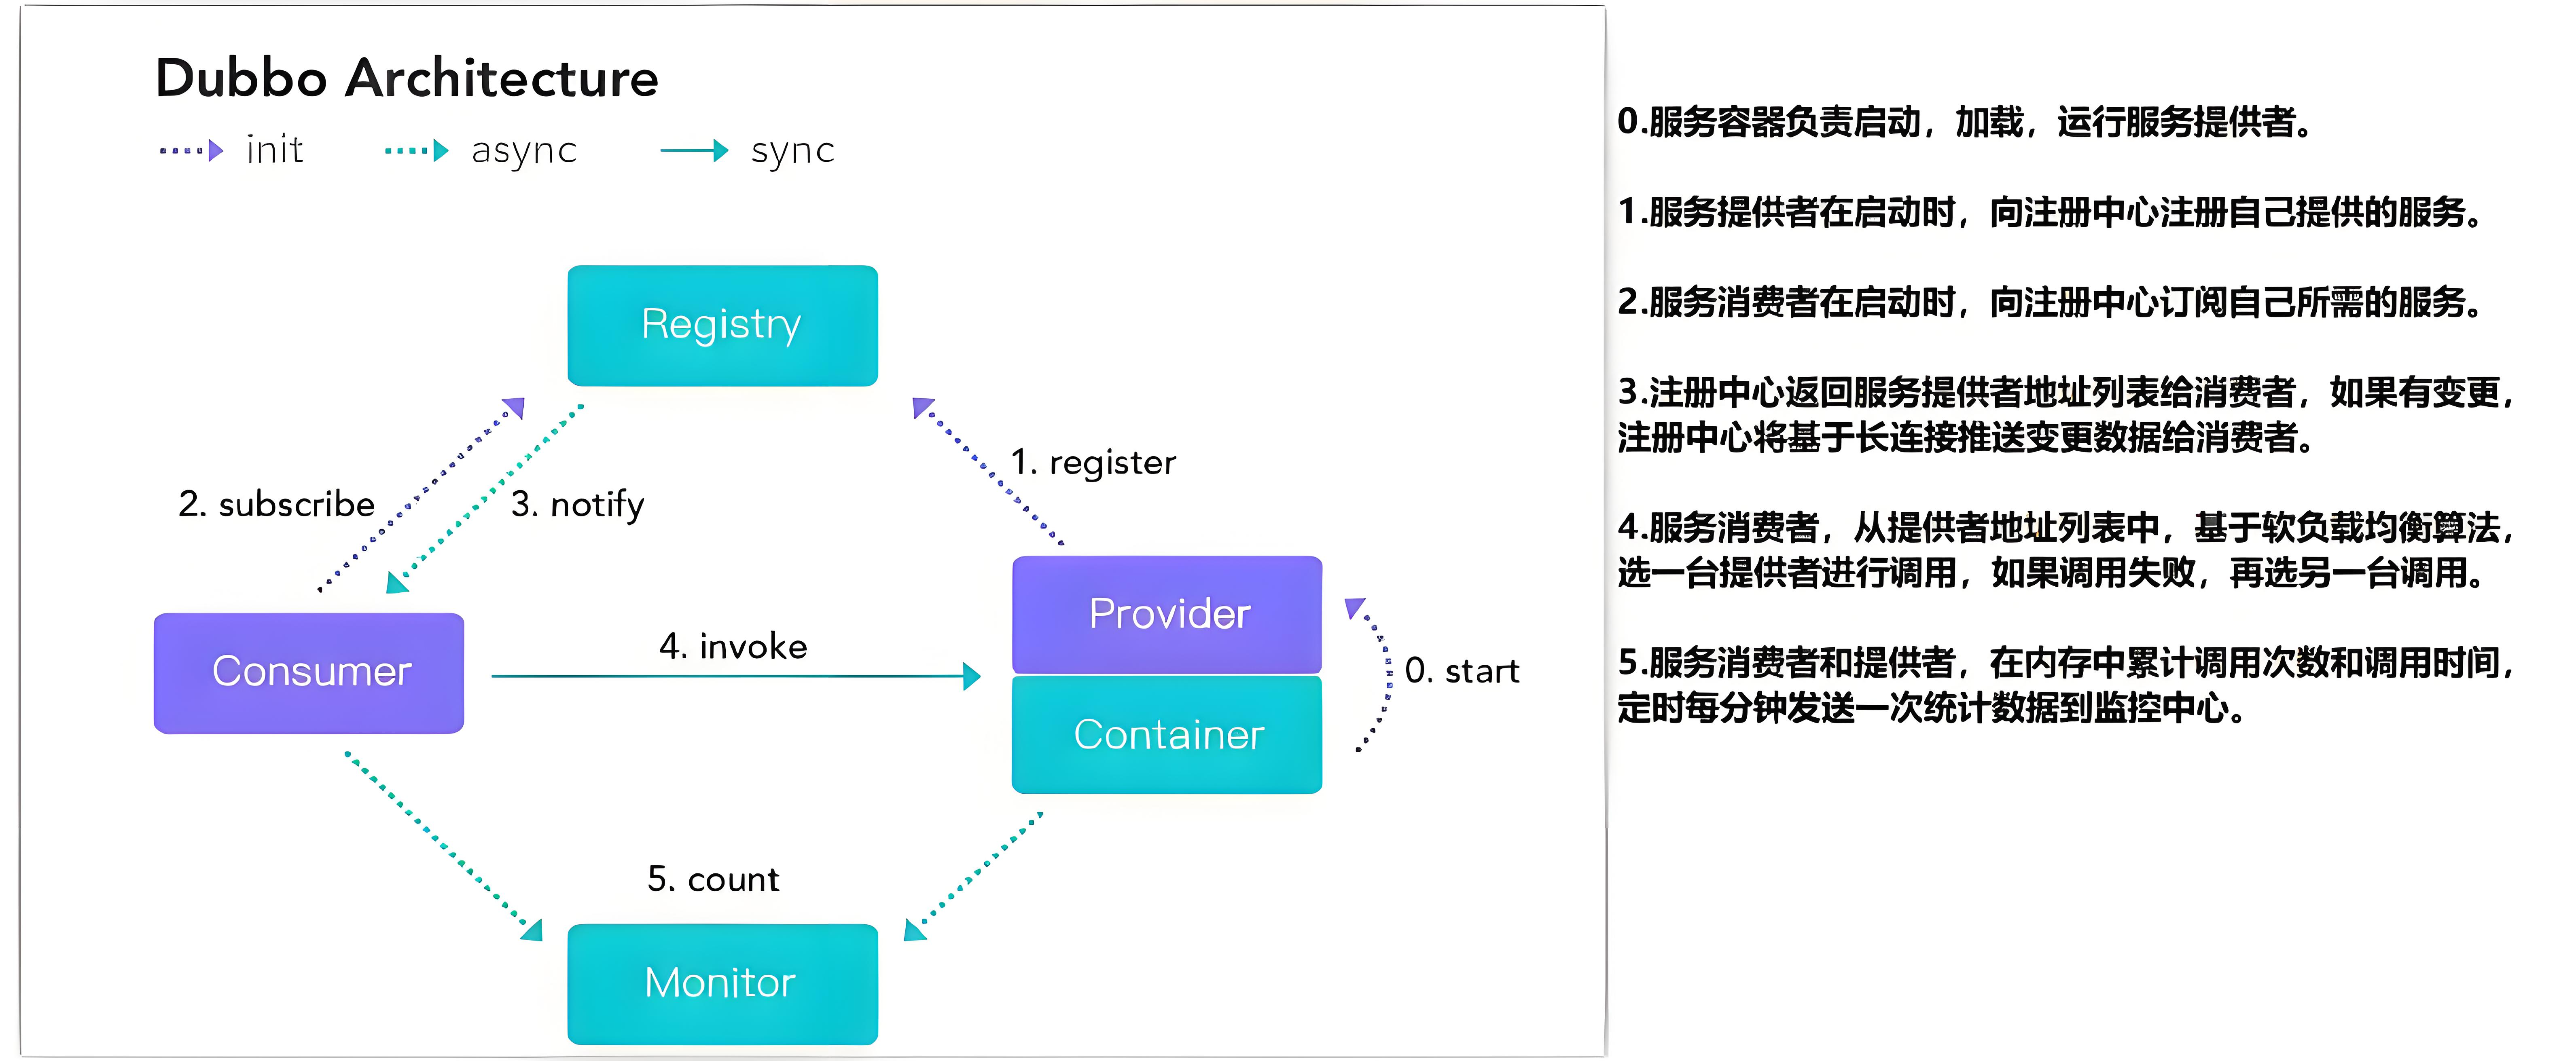 Dubbo Architecture
init async sync
Registry
1. register
2. subscribe 3. notify
Provider
4. invoke
Consumer
0. start
Container
5. count
Monitor
0.服务容器负责启动，加载，运行服务提供者。
1.服务提供者在启动时，向注册中心注册自己提供的服务。
2.服务消费者在启动时，向注册中心订阅自己所需的服务。
3.注册中心返回服务提供者地址列表给消费者，如果有变更，
注册中心将基于长连接推送变更数据给消费者。
4.服务消费者，从提供者地址列表中，基于软负载均衡算法，
选一台提供者进行调用，如果调用失败，再选另一台调用。
5.服务消费者和提供者，在内存中累计调用次数和调用时间，
定时每分钟发送一次统计数据到监控中心。